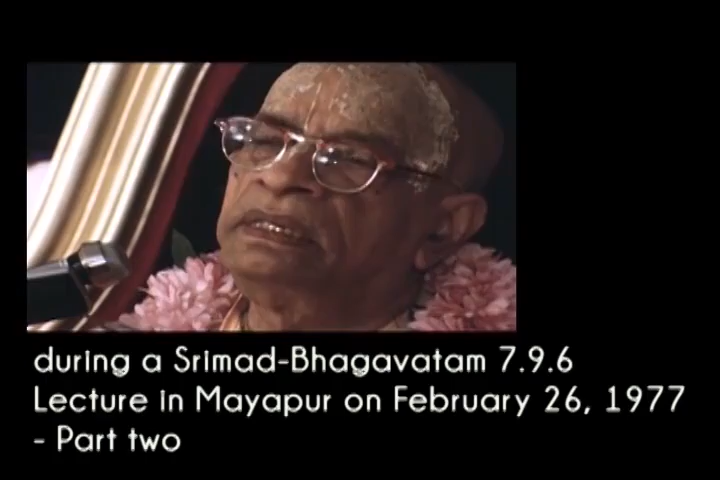 during a Srimad-Bhagavatam 7.9.6
Lecture in Mayapur on February 26, 1977
- Part two